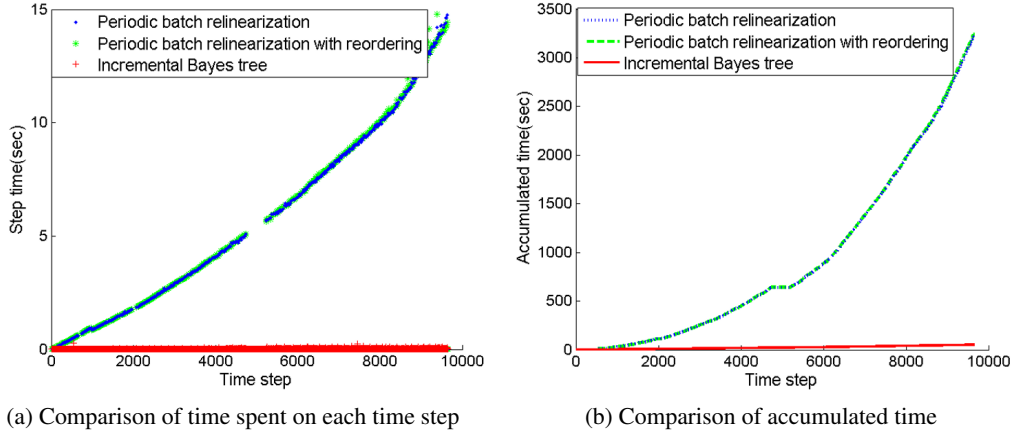 15
10
5
0
0
2000
4000
6000
8000
10000
Step time(sec)
Time step
Periodic batch relinearization
Periodic batch relinearization with reordering
Incremental Bayes tree
(a) Comparison of time spent on each time step
3500
3000
2500
2000
1500
1000
500
0
0
2000
4000
6000
8000
10000
Accumulated time(sec)
Time step
Periodic batch relinearization
Periodic batch relinearization with reordering
Incremental Bayes tree
(b) Comparison of accumulated time